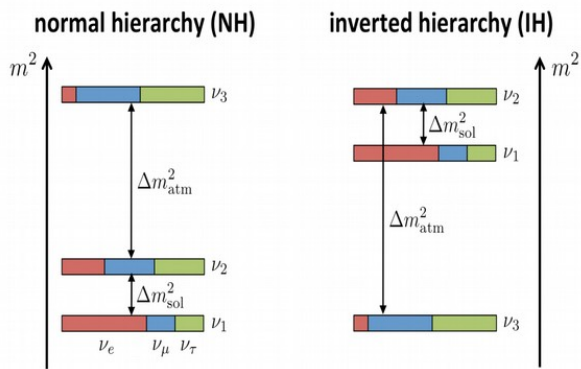 normal hierarchy (NH)
m²
ν₃
Δm²atm
ν₂
Δm²sol
ν₁
νe νμ ντ
inverted hierarchy (IH)
m²
ν₂
Δm²sol
ν₁
Δm²atm
ν₃